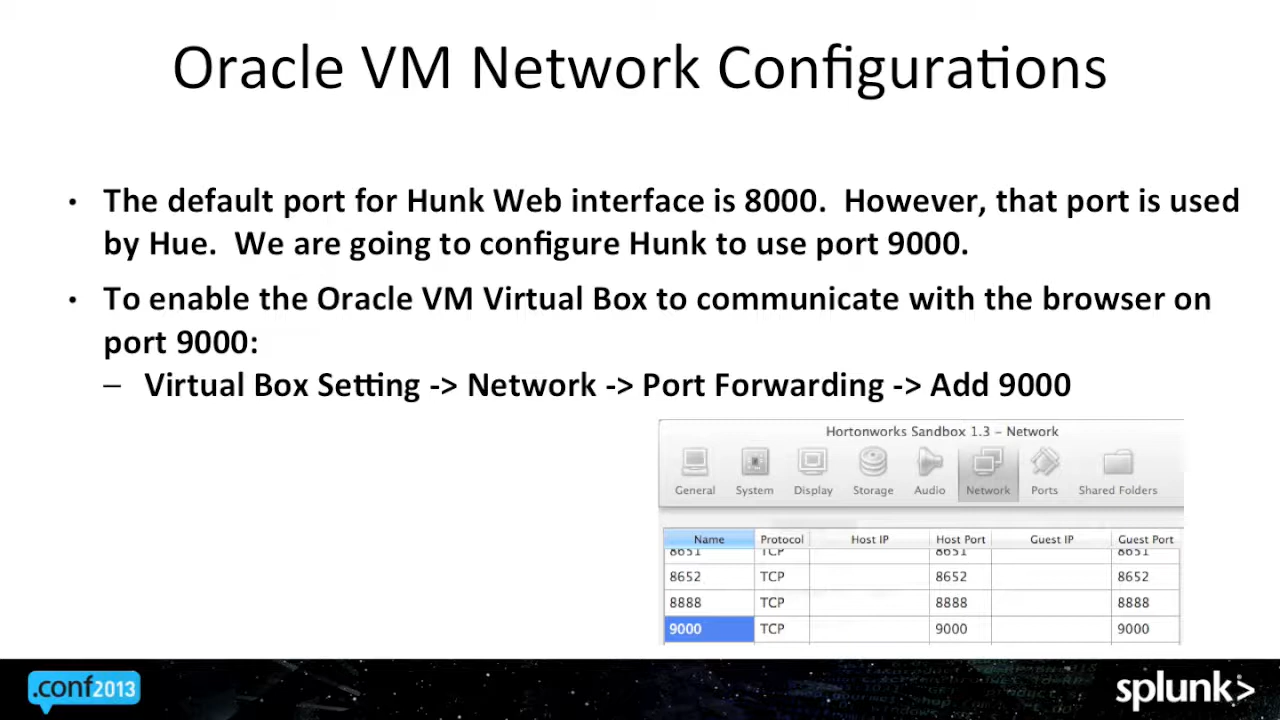 Oracle VM Network Configurations
• The default port for Hunk Web interface is 8000. However, that port is used
by Hue. We are going to configure Hunk to use port 9000.
• To enable the Oracle VM Virtual Box to communicate with the browser on
port 9000:
– Virtual Box Setting -> Network -> Port Forwarding -> Add 9000
Hortonworks Sandbox 1.3 – Network
General System Display Storage Audio Network Ports Shared Folders
Name Protocol Host IP Host Port Guest IP Guest Port
8651 TCP 8651 8651
8652 TCP 8652 8652
8888 TCP 8888 8888
9000 TCP 9000 9000
.conf2013
splunk>